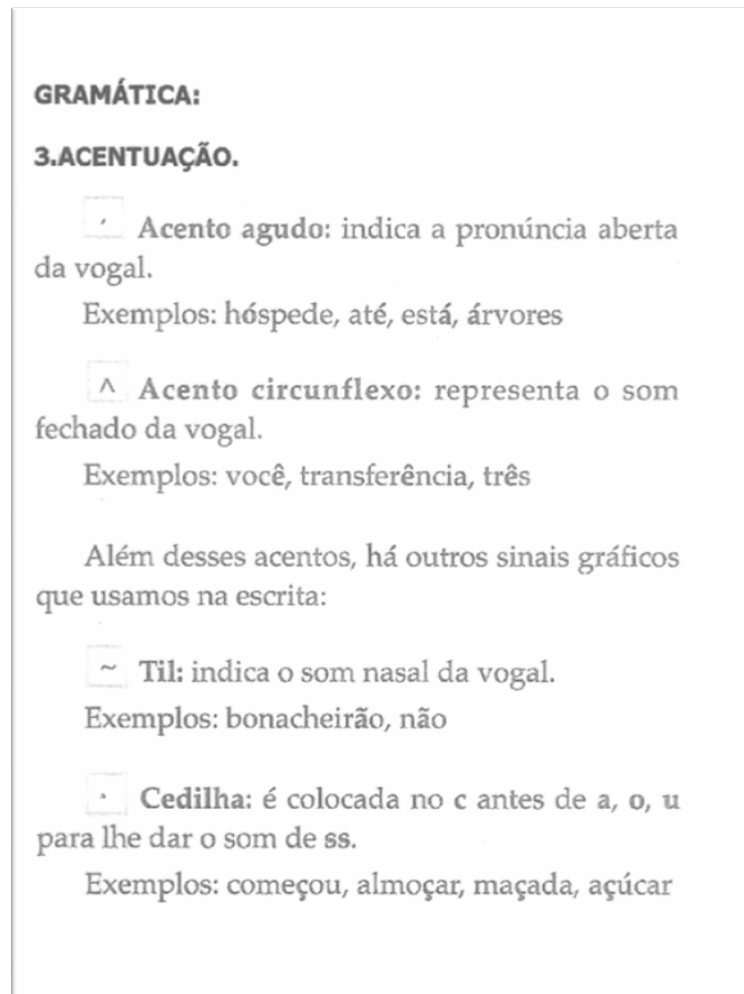 GRAMÁTICA:
3.ACENTUAÇÃO.
´ Acento agudo: indica a pronúncia aberta
da vogal.
Exemplos: hóspede, até, está, árvores
^ Acento circunflexo: representa o som
fechado da vogal.
Exemplos: você, transferência, três
Além desses acentos, há outros sinais gráficos
que usamos na escrita:
~ Til: indica o som nasal da vogal.
Exemplos: bonacheirão, não
¸ Cedilha: é colocada no c antes de a, o, u
para lhe dar o som de ss.
Exemplos: começou, almoçar, maçada, açúcar